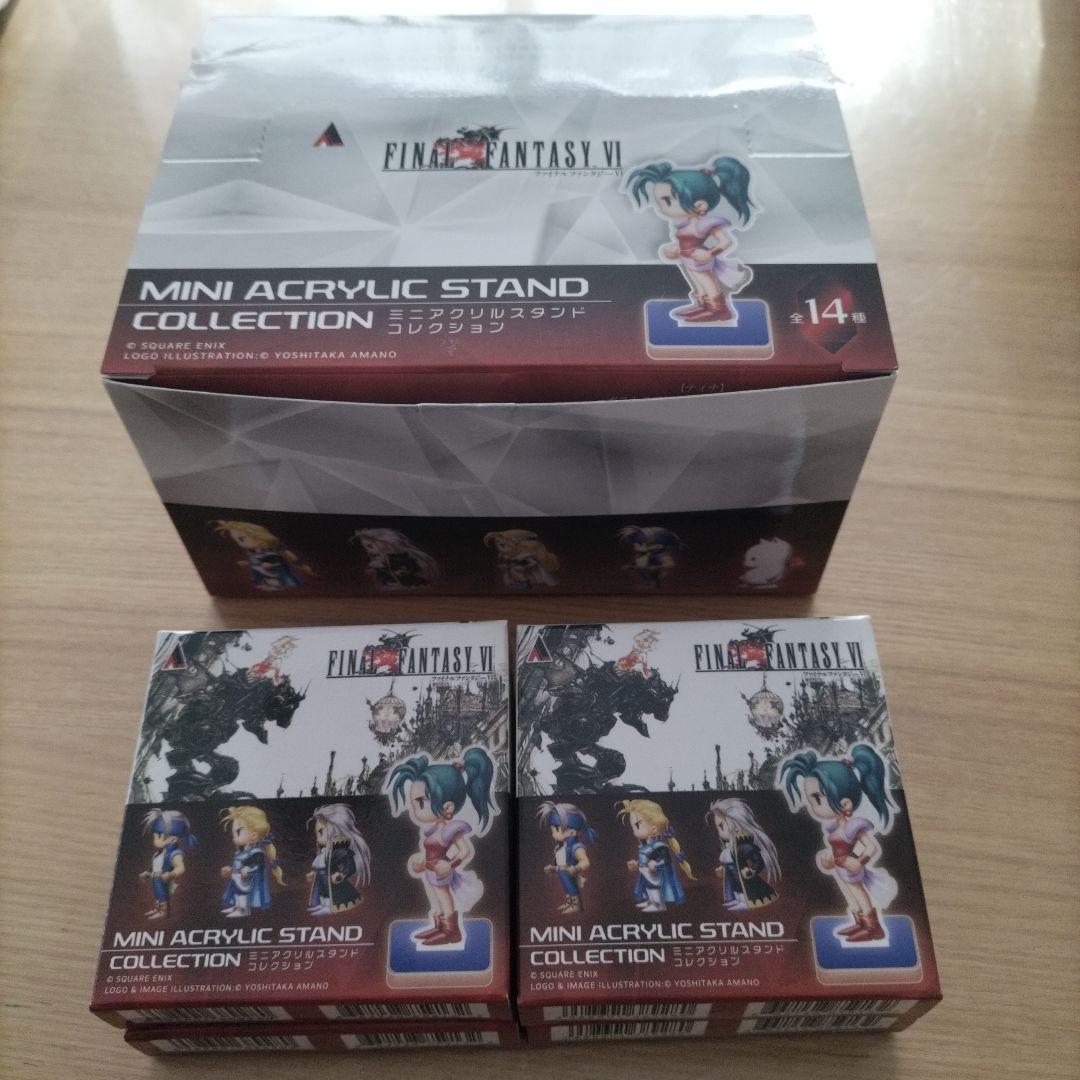 FINAL FANTASY VI
ファイナルファンタジーVI
MINI ACRYLIC STAND
COLLECTION ミニアクリルスタンド
コレクション
全14種
© SQUARE ENIX
LOGO ILLUSTRATION:© YOSHITAKA AMANO
【ティナ】
FINAL FANTASY VI
ファイナルファンタジーVI
MINI ACRYLIC STAND
COLLECTION ミニアクリルスタンド
コレクション
© SQUARE ENIX
LOGO & IMAGE ILLUSTRATION:© YOSHITAKA AMANO
FINAL FANTASY VI
ファイナルファンタジーVI
MINI ACRYLIC STAND
COLLECTION ミニアクリルスタンド
コレクション
© SQUARE ENIX
LOGO & IMAGE ILLUSTRATION:© YOSHITAKA AMANO